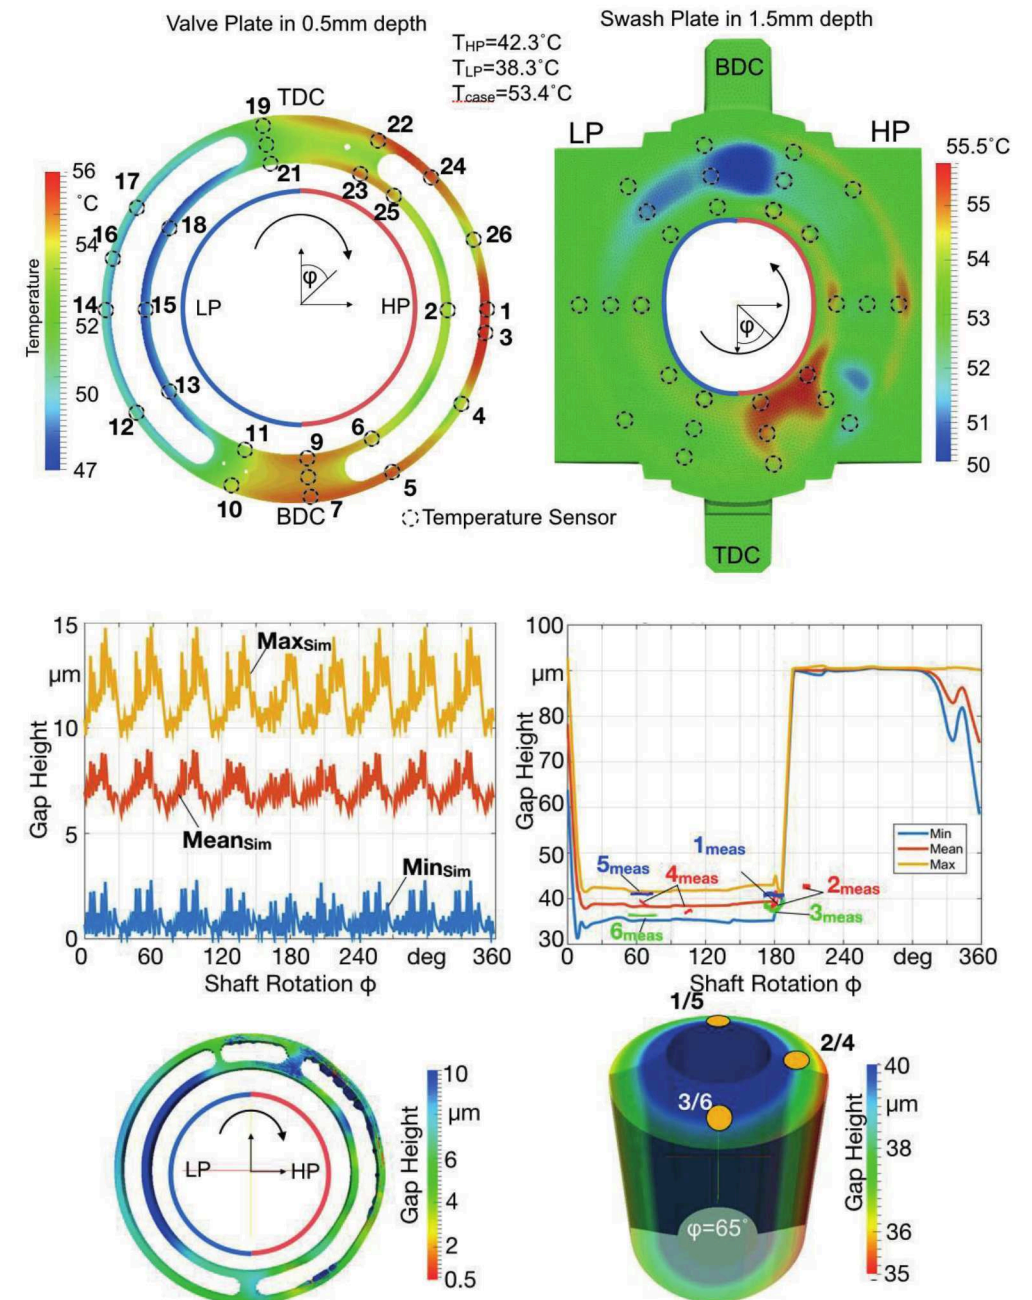 Valve Plate in 0.5mm depth
Swash Plate in 1.5mm depth
THP=42.3°C
TLP=38.3°C
Tcase=53.4°C
TDC
19
22
21
23
24
25
26
17
18
16
14
15
2
1
3
13
12
11
10
9
6
4
5
7
BDC
LP
HP
φ
56
°C
54
52
50
47
Temperature
Temperature Sensor
BDC
LP
HP
φ
TDC
55.5°C
55
54
53
52
51
50
15
μm
10
5
0
Gap Height
MaxSim
MeanSim
MinSim
0 60 120 180 240 deg 360
Shaft Rotation φ
100
μm
80
70
60
50
40
30
Gap Height
Min
Mean
Max
1meas
5meas
4meas
2meas
3meas
6meas
0 60 120 180 240 deg 360
Shaft Rotation φ
LP
HP
10
μm
6
4
2
0.5
Gap Height
1/5
2/4
3/6
φ=65°
40
μm
38
36
35
Gap Height